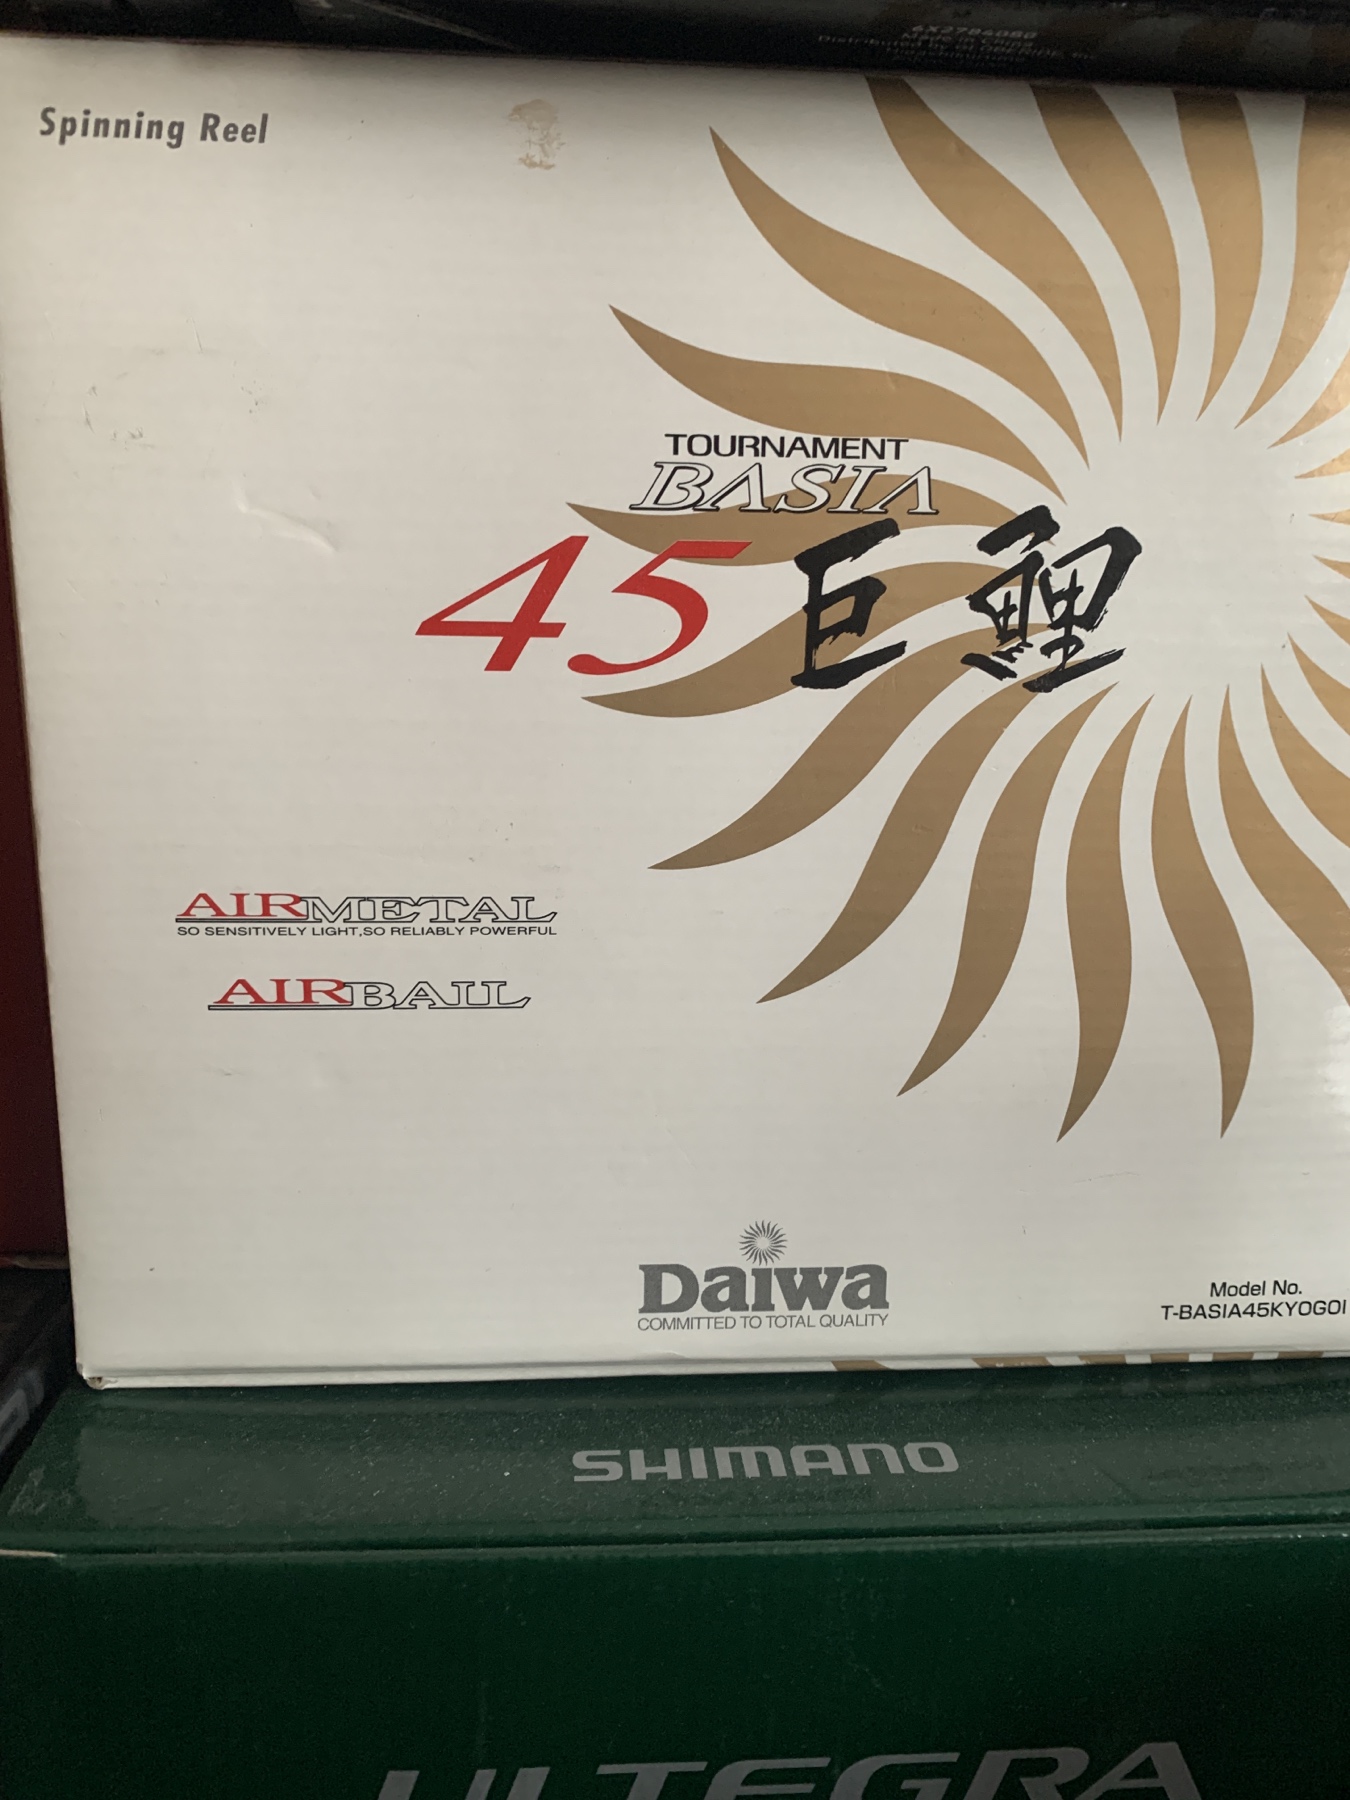 Spinning Reel
TOURNAMENT
BASIA
45 巨鯉
AIRMETAL
SO SENSITIVELY LIGHT,SO RELIABLY POWERFUL
AIRBAIL
Daiwa
COMMITTED TO TOTAL QUALITY
Model No.
T-BASIA45KYOGOI
SHIMANO
ULTEGRA